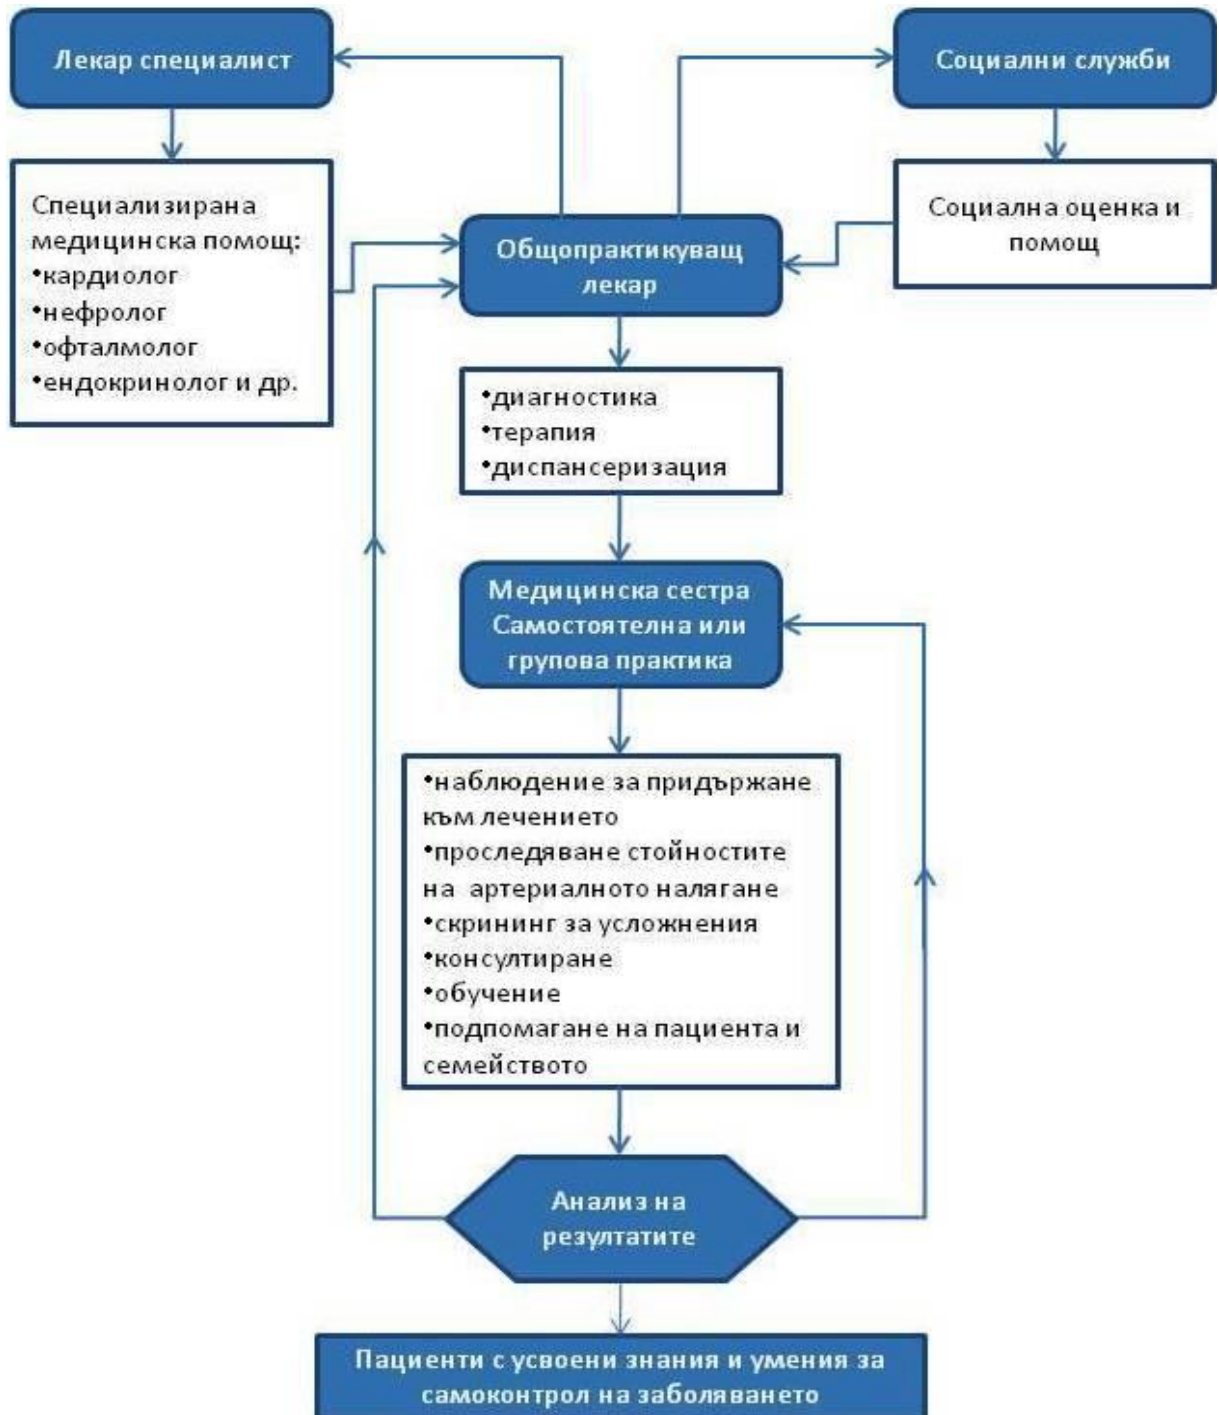 Лекар специалист
Социални служби
Специализирана
медицинска помощ:
•кардиолог
•нефролог
•офталмолог
•ендокринолог и др.
Социална оценка и
помощ
Общопрактикуващ
лекар
•диагностика
•терапия
•диспансеризация
Медицинска сестра
Самостоятелна или
групова практика
•наблюдение за придържане
към лечението
•проследяване стойностите
на артериалното налягане
•скрининг за усложнения
•консултиране
•обучение
•подпомагане на пациента и
семейството
Анализ на
резултатите
Пациенти с усвоени знания и умения за
самоконтрол на заболяването